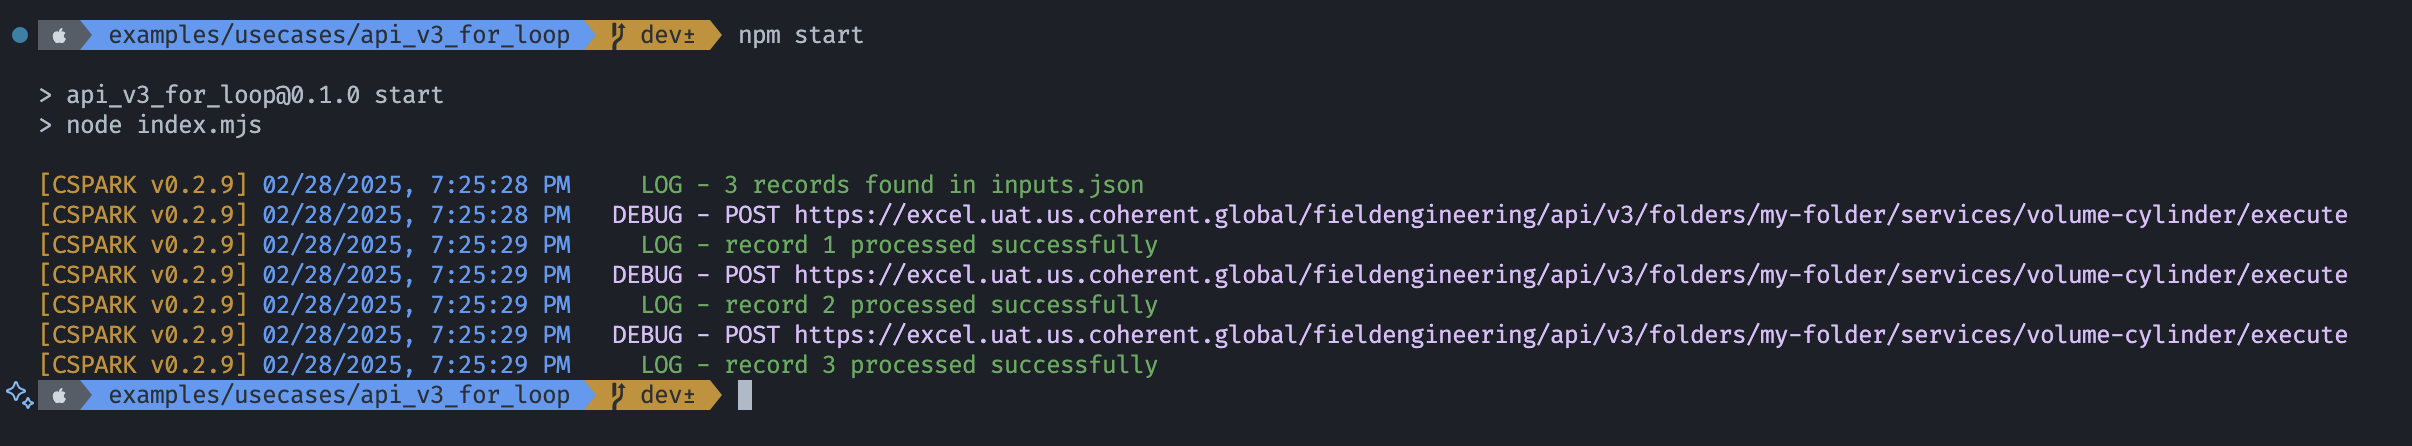 examples/usecases/api_v3_for_loop dev± npm start
> api_v3_for_loop@0.1.0 start
> node index.mjs
[CSPARK v0.2.9] 02/28/2025, 7:25:28 PM LOG - 3 records found in inputs.json
[CSPARK v0.2.9] 02/28/2025, 7:25:28 PM DEBUG - POST https://excel.uat.us.coherent.global/fieldengineering/api/v3/folders/my-folder/services/volume-cylinder/execute
[CSPARK v0.2.9] 02/28/2025, 7:25:29 PM LOG - record 1 processed successfully
[CSPARK v0.2.9] 02/28/2025, 7:25:29 PM DEBUG - POST https://excel.uat.us.coherent.global/fieldengineering/api/v3/folders/my-folder/services/volume-cylinder/execute
[CSPARK v0.2.9] 02/28/2025, 7:25:29 PM LOG - record 2 processed successfully
[CSPARK v0.2.9] 02/28/2025, 7:25:29 PM DEBUG - POST https://excel.uat.us.coherent.global/fieldengineering/api/v3/folders/my-folder/services/volume-cylinder/execute
[CSPARK v0.2.9] 02/28/2025, 7:25:29 PM LOG - record 3 processed successfully
examples/usecases/api_v3_for_loop dev±